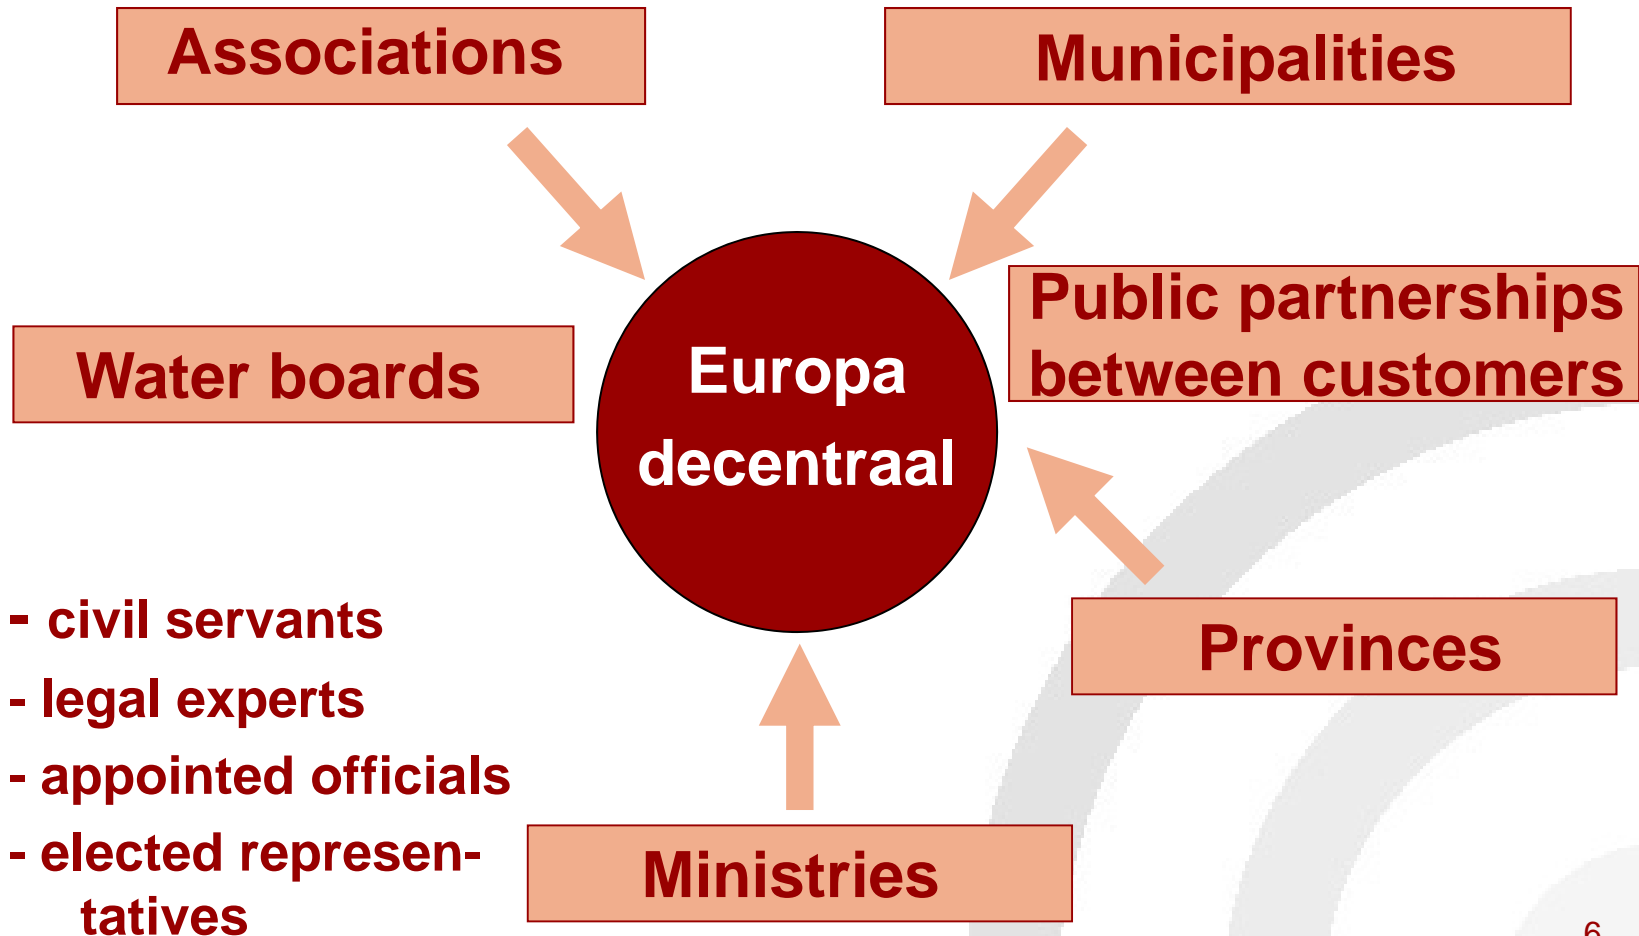 Associations
Municipalities
Public partnerships
between customers
Water boards
Europa
decentraal
- civil servants
- legal experts
- appointed officials
- elected represen-
tatives
Provinces
Ministries
6